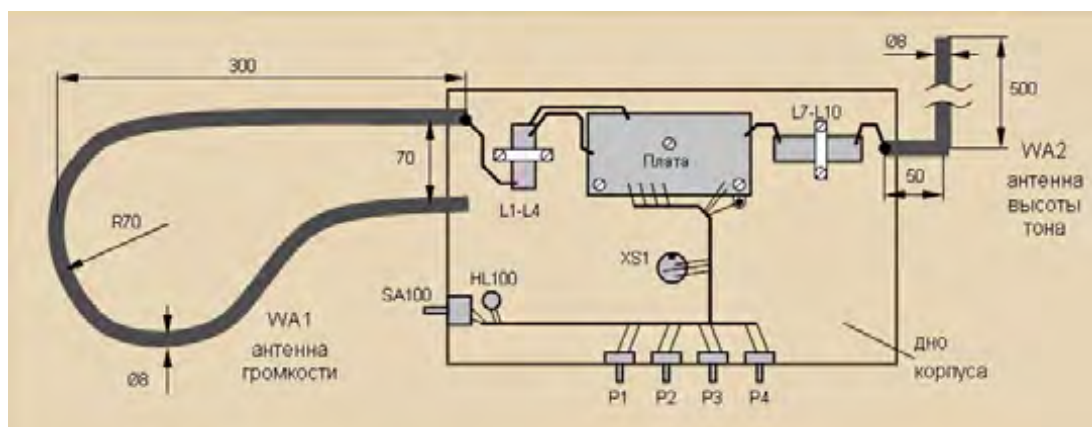 300
Ø8
500
L7-L10
Плата
70
50
WA2
антенна
высоты
тона
L1-L4
R70
XS1
HL100
SA100
WA1
антенна
громкости
Ø8
дно
корпуса
P1 P2 P3 P4